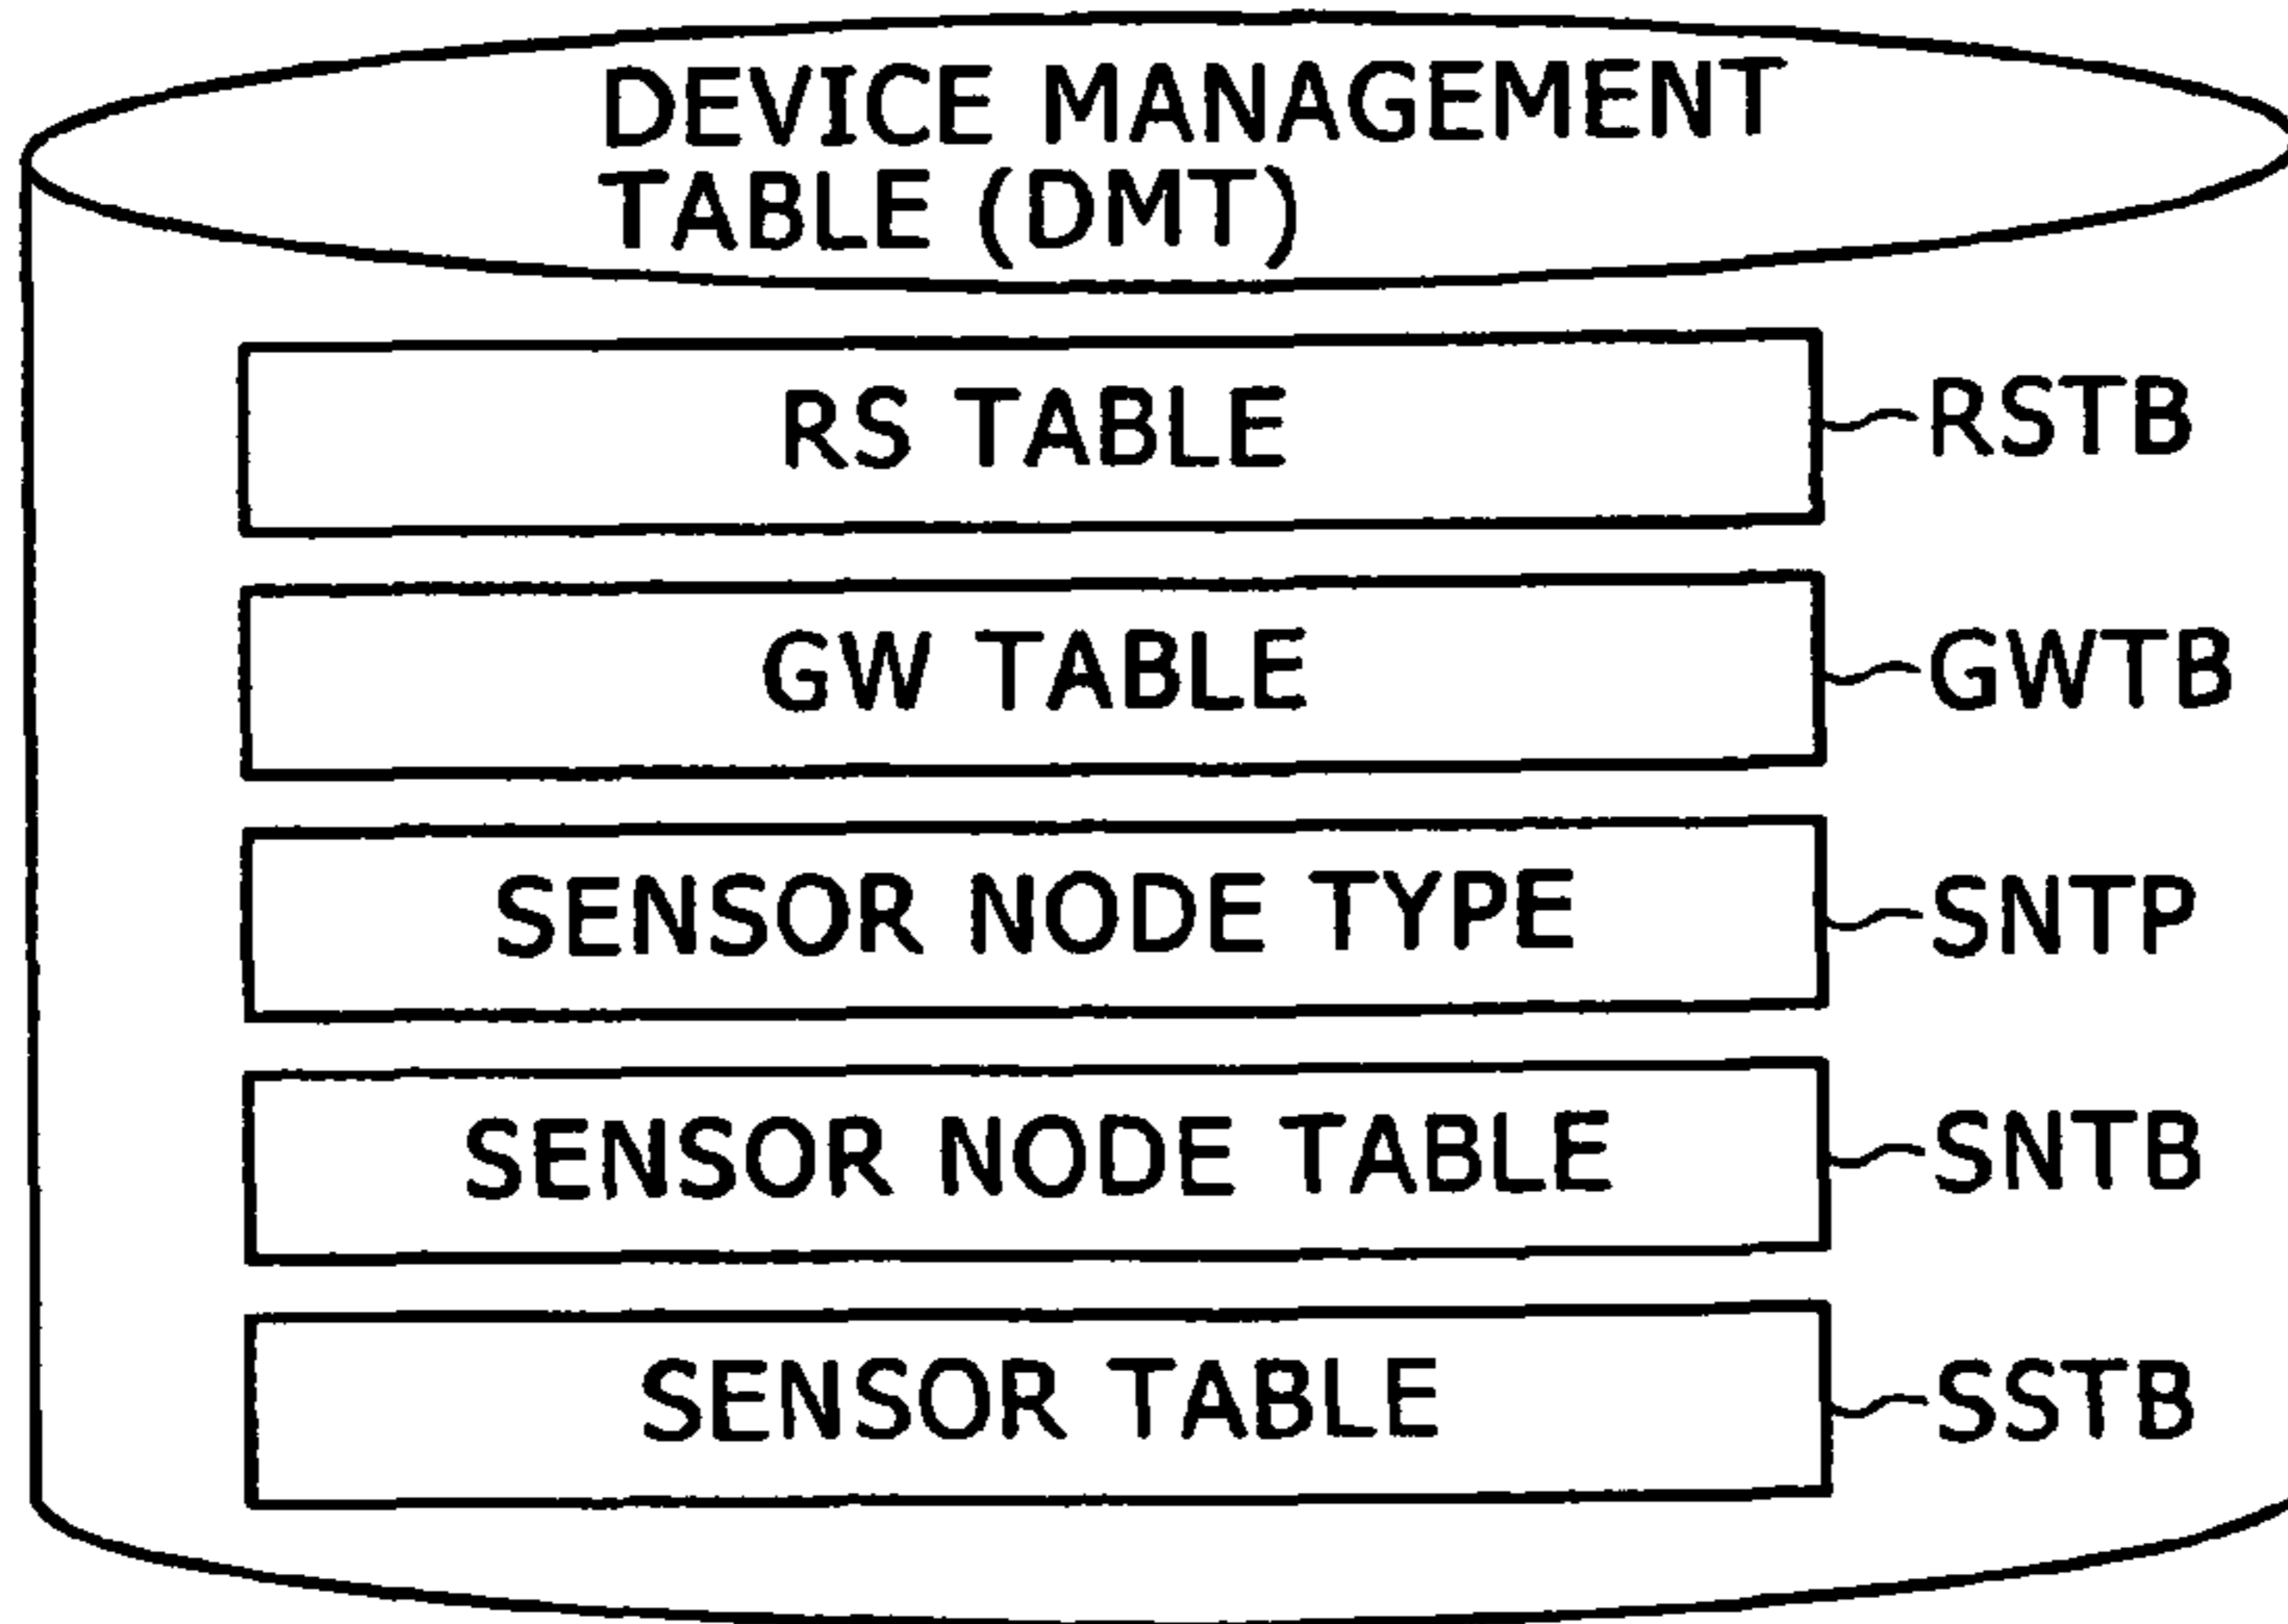 DEVICE MANAGEMENT
TABLE (DMT)
RS TABLE RSTB
GW TABLE GWTB
SENSOR NODE TYPE SNTP
SENSOR NODE TABLE SNTB
SENSOR TABLE SSTB